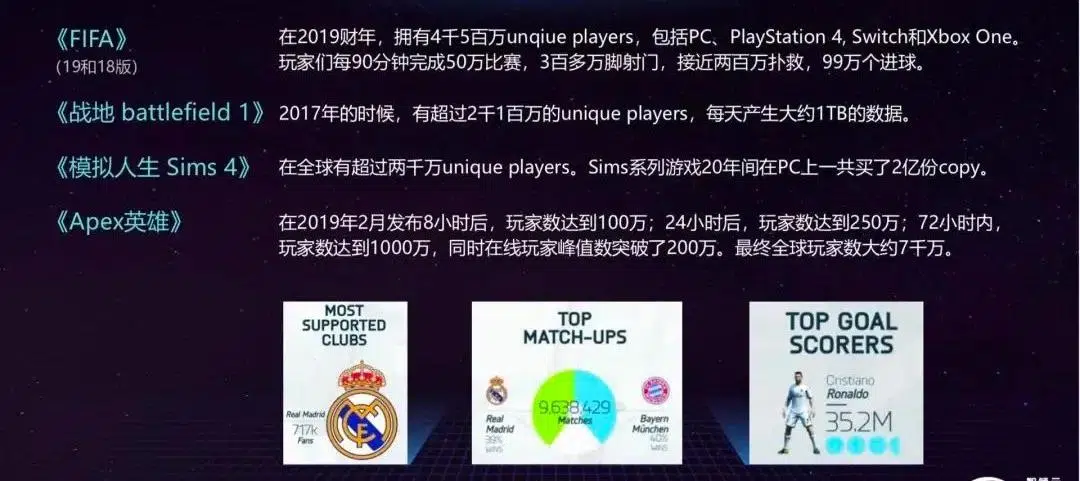 《FIFA》
(19和18版)
在2019财年，拥有4千5百万unqiue players，包括PC、PlayStation 4, Switch和Xbox One。
玩家们每90分钟完成50万比赛，3百多万脚射门，接近两百万扑救，99万个进球。
《战地 battlefield 1》
2017年的时候，有超过2千1百万的unique players，每天产生大约1TB的数据。
《模拟人生 Sims 4》
在全球有超过两千万unique players。Sims系列游戏20年间在PC上一共买了2亿份copy。
《Apex英雄》
在2019年2月发布8小时后，玩家数达到100万；24小时后，玩家数达到250万；72小时内，
玩家数达到1000万，同时在线玩家峰值数突破了200万。最终全球玩家数大约7千万。
MOST
SUPPORTED
CLUBS
Real Madrid
717k
Fans
TOP
MATCH-UPS
9,638,429
Matches
Real
Madrid
39%
WINS
Bayern
München
40%
WINS
TOP GOAL
SCORERS
Cristiano
Ronaldo
35.2M